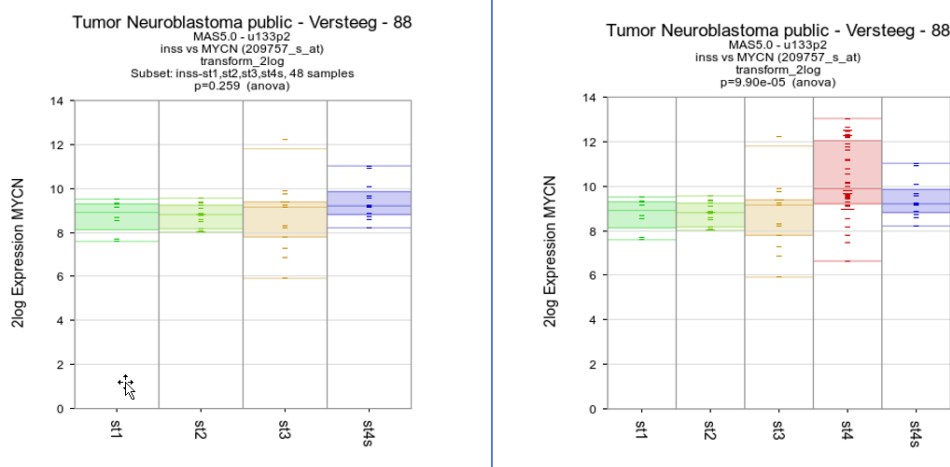 Tumor Neuroblastoma public - Versteeg - 88
MAS5.0 - u133p2
inss vs MYCN (209757_s_at)
transform_2log
Subset: inss-st1,st2,st3,st4s, 48 samples
p=0.259 (anova)
14
12
10
8
6
4
2
0
2log Expression MYCN
st1
st2
st3
st4s
Tumor Neuroblastoma public - Versteeg - 88
MAS5.0 - u133p2
inss vs MYCN (209757_s_at)
transform_2log
p=9.90e-05 (anova)
14
12
10
8
6
4
2
0
2log Expression MYCN
st1
st2
st3
st4
st4s